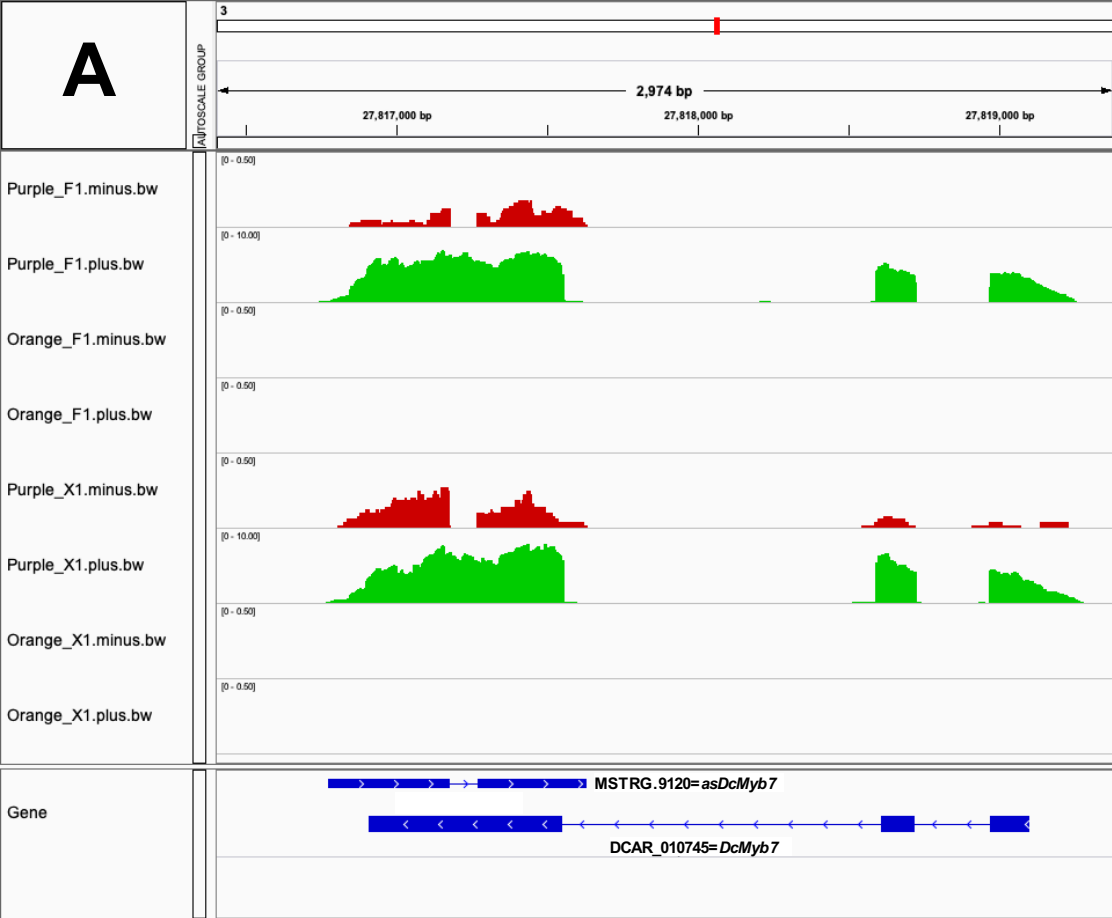 A
AUTOSCALE GROUP
3
2,974 bp
27,817,000 bp 27,818,000 bp 27,819,000 bp
Purple_F1.minus.bw [0 - 0.50]
Purple_F1.plus.bw [0 - 10.00]
Orange_F1.minus.bw [0 - 0.50]
Orange_F1.plus.bw [0 - 0.50]
Purple_X1.minus.bw [0 - 0.50]
Purple_X1.plus.bw [0 - 10.00]
Orange_X1.minus.bw [0 - 0.50]
Orange_X1.plus.bw [0 - 0.50]
MSTRG.9120=asDcMyb7
Gene
DCAR_010745=DcMyb7